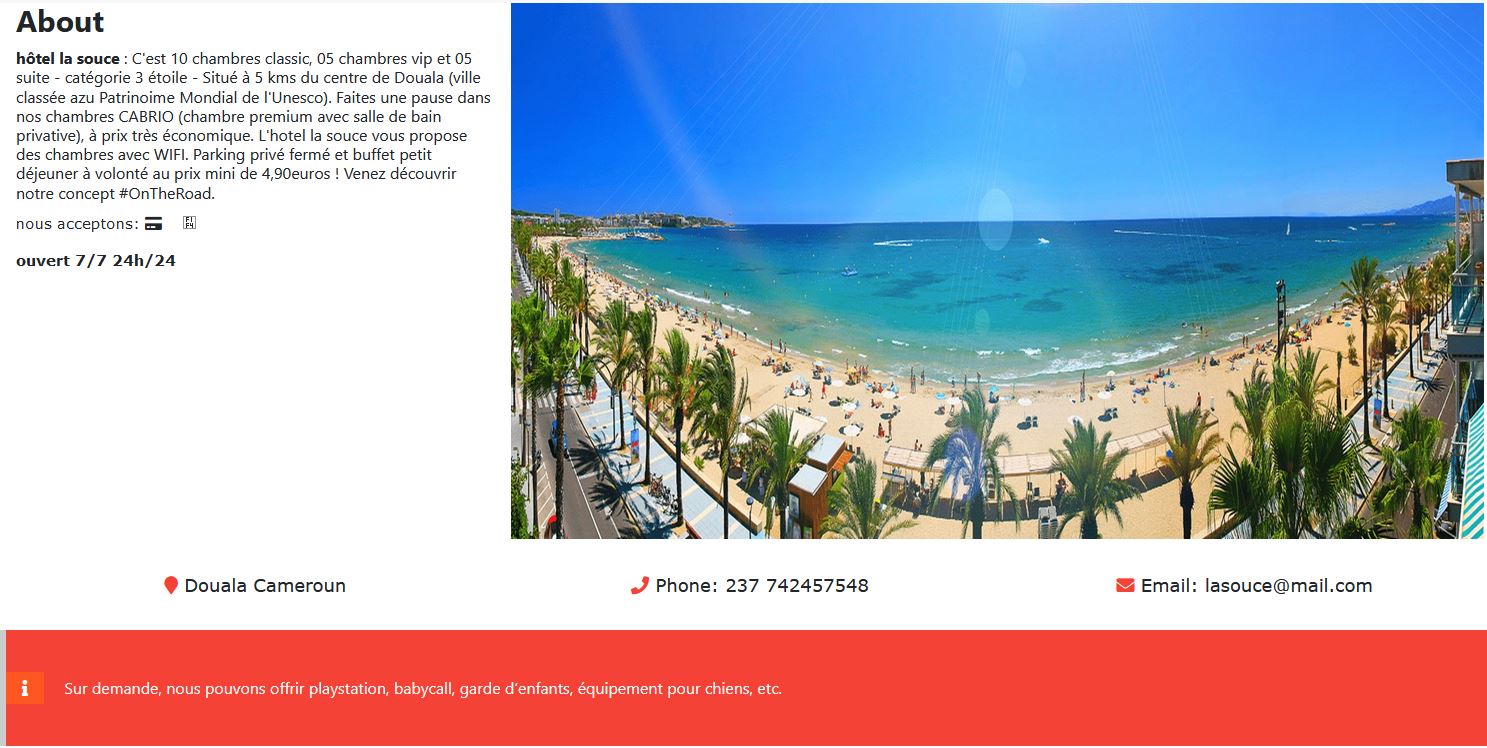 About
hôtel la souce : C'est 10 chambres classic, 05 chambres vip et 05
suite - catégorie 3 étoile - Situé à 5 kms du centre de Douala (ville
classée azu Patrinoime Mondial de l'Unesco). Faites une pause dans
nos chambres CABRIO (chambre premium avec salle de bain
privative), à prix très économique. L'hotel la souce vous propose
des chambres avec WIFI. Parking privé fermé et buffet petit
déjeuner à volonté au prix mini de 4,90euros ! Venez découvrir
notre concept #OnTheRoad.
nous acceptons:
ouvert 7/7 24h/24
Douala Cameroun
Phone: 237 742457548
Email: lasouce@mail.com
Sur demande, nous pouvons offrir playstation, babycall, garde d’enfants, équipement pour chiens, etc.